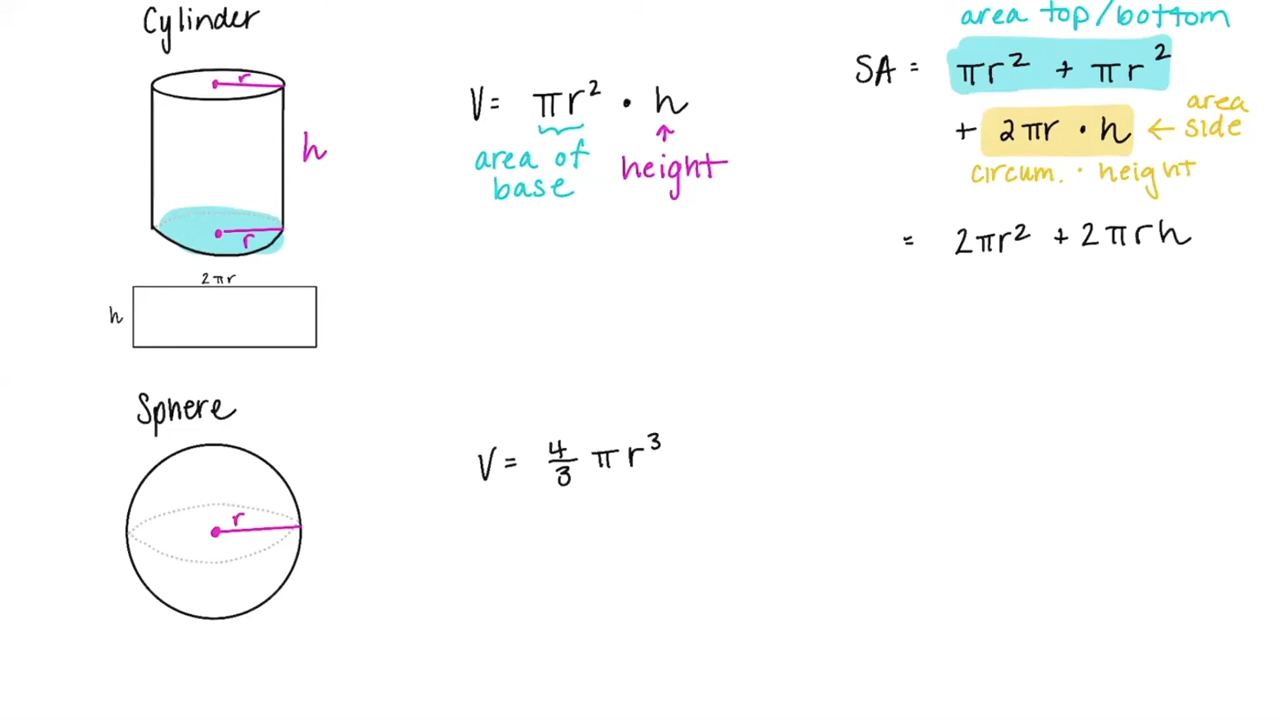 Cylinder
r
h
r
V = πr² • h
area of base
height
area top/bottom
SA = πr² + πr²
+ 2πr • h ← area side
circum. • height
= 2πr² + 2πrh
2πr
h
Sphere
r
V = 4/3 πr³